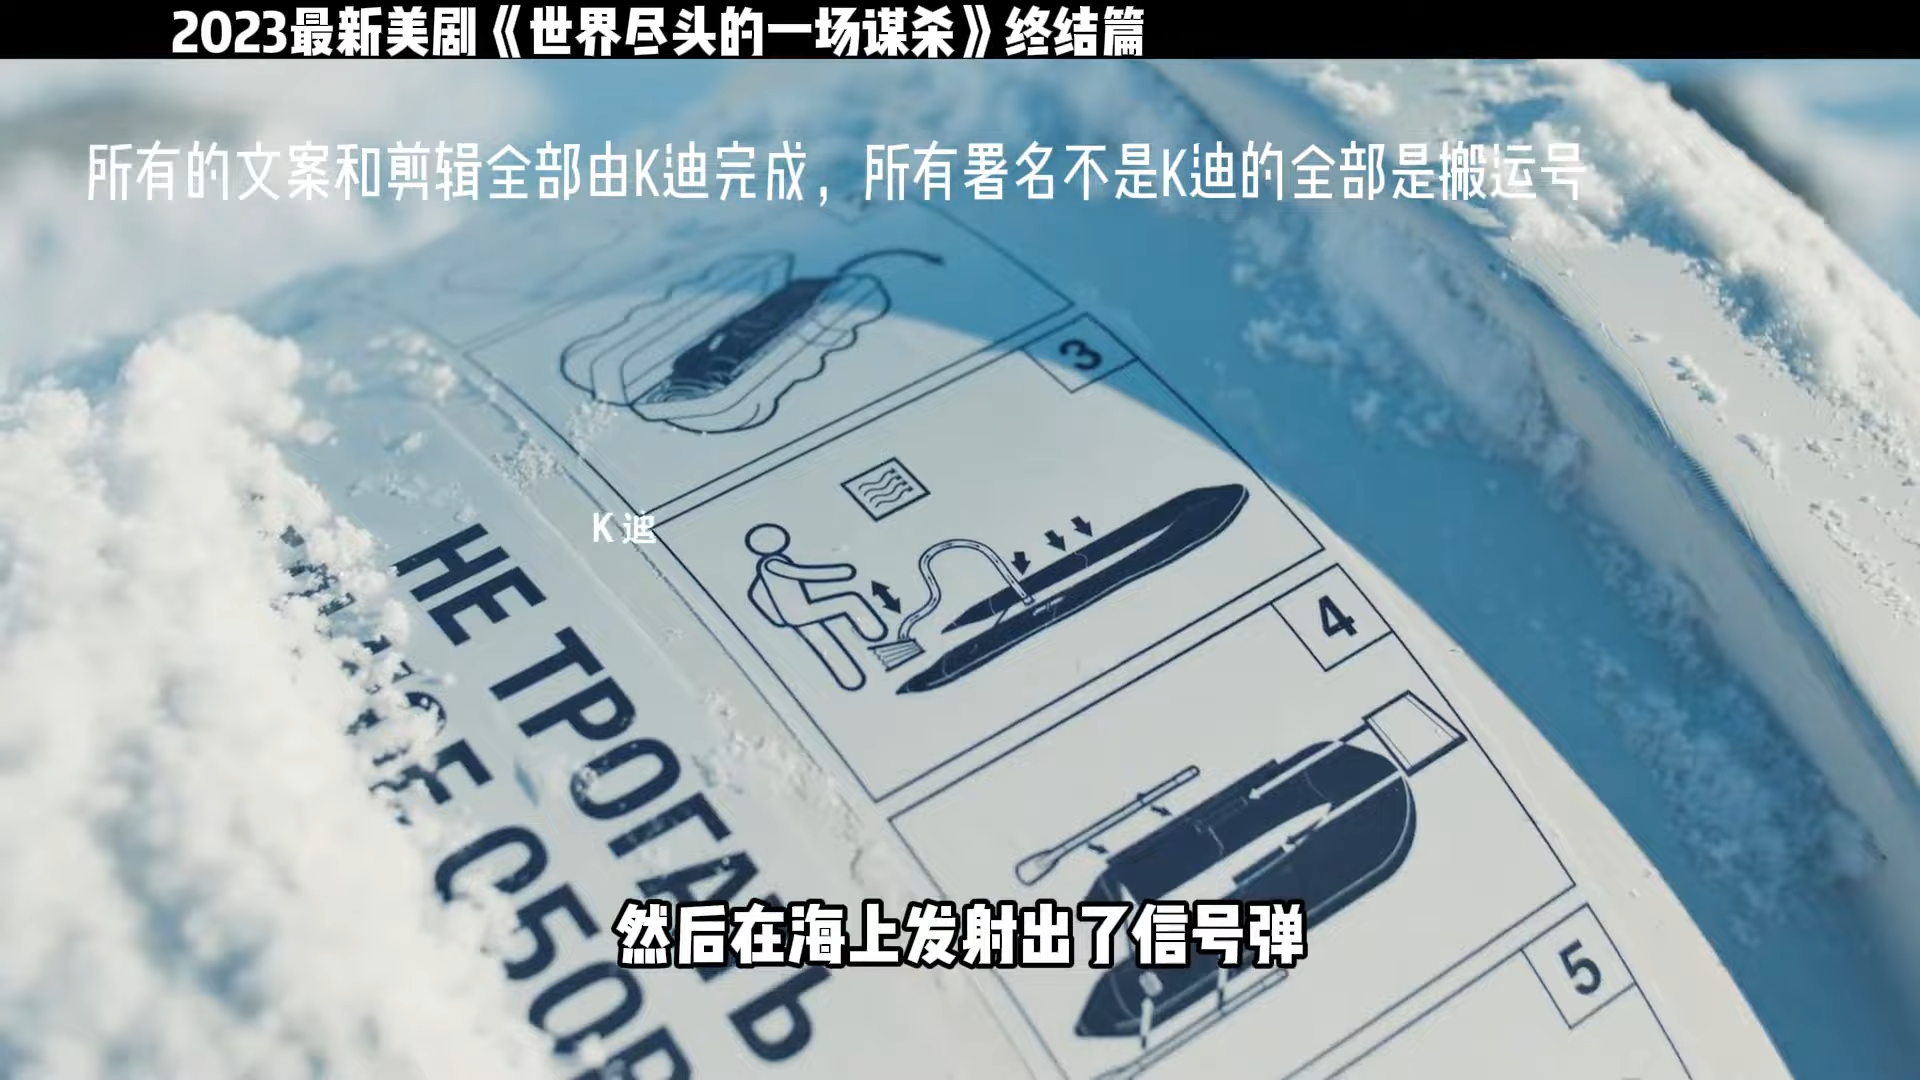 2023最新美剧《世界尽头的一场谋杀》终结篇
所有的文案和剪辑全部由K迪完成，所有署名不是K迪的全部是搬运号
3
K迪
НЕ ТРОГАТЬ
4
然后在海上发射出了信号弹
5